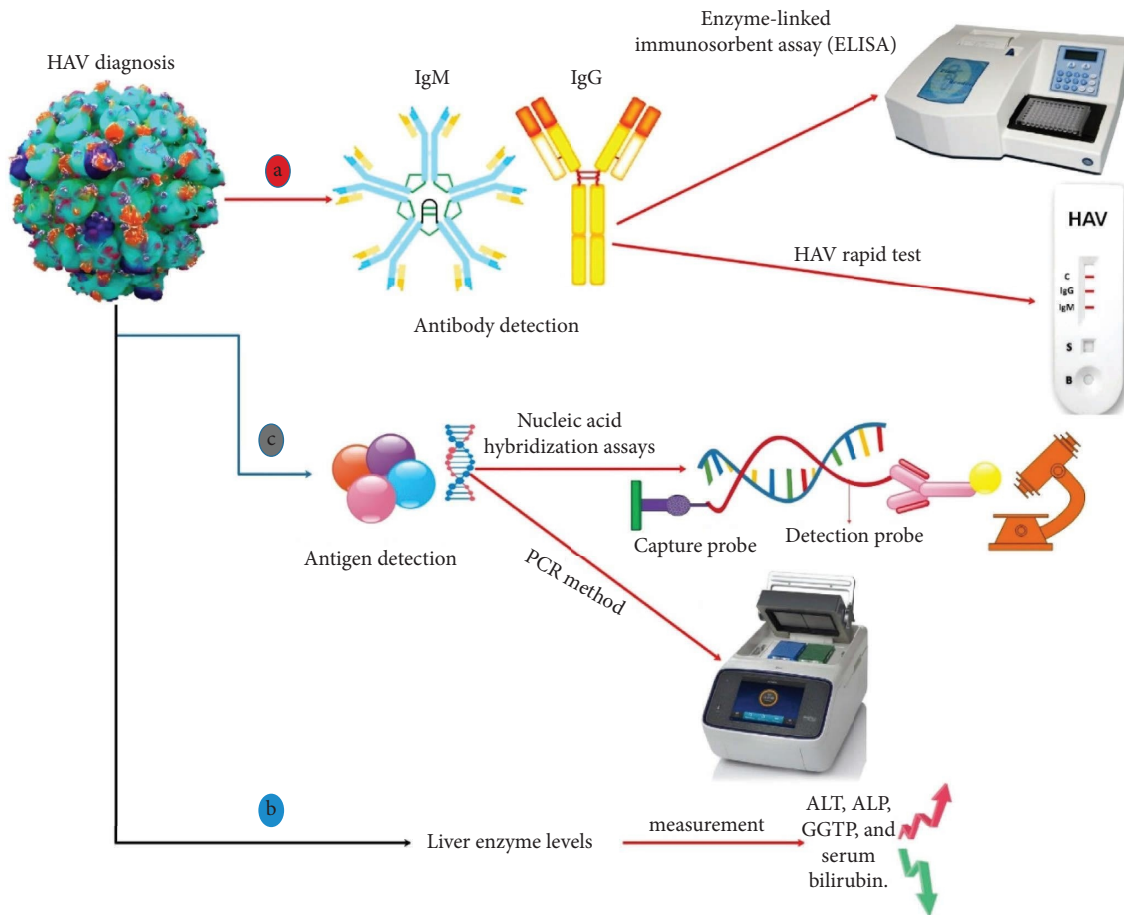 HAV diagnosis
a
IgM
IgG
Antibody detection
Enzyme-linked
immunosorbent assay (ELISA)
HAV rapid test
HAV
C
IgG
IgM
S
B
c
Antigen detection
Nucleic acid
hybridization assays
Capture probe
Detection probe
PCR method
b
Liver enzyme levels
measurement
ALT, ALP,
GGTP, and
serum
bilirubin.